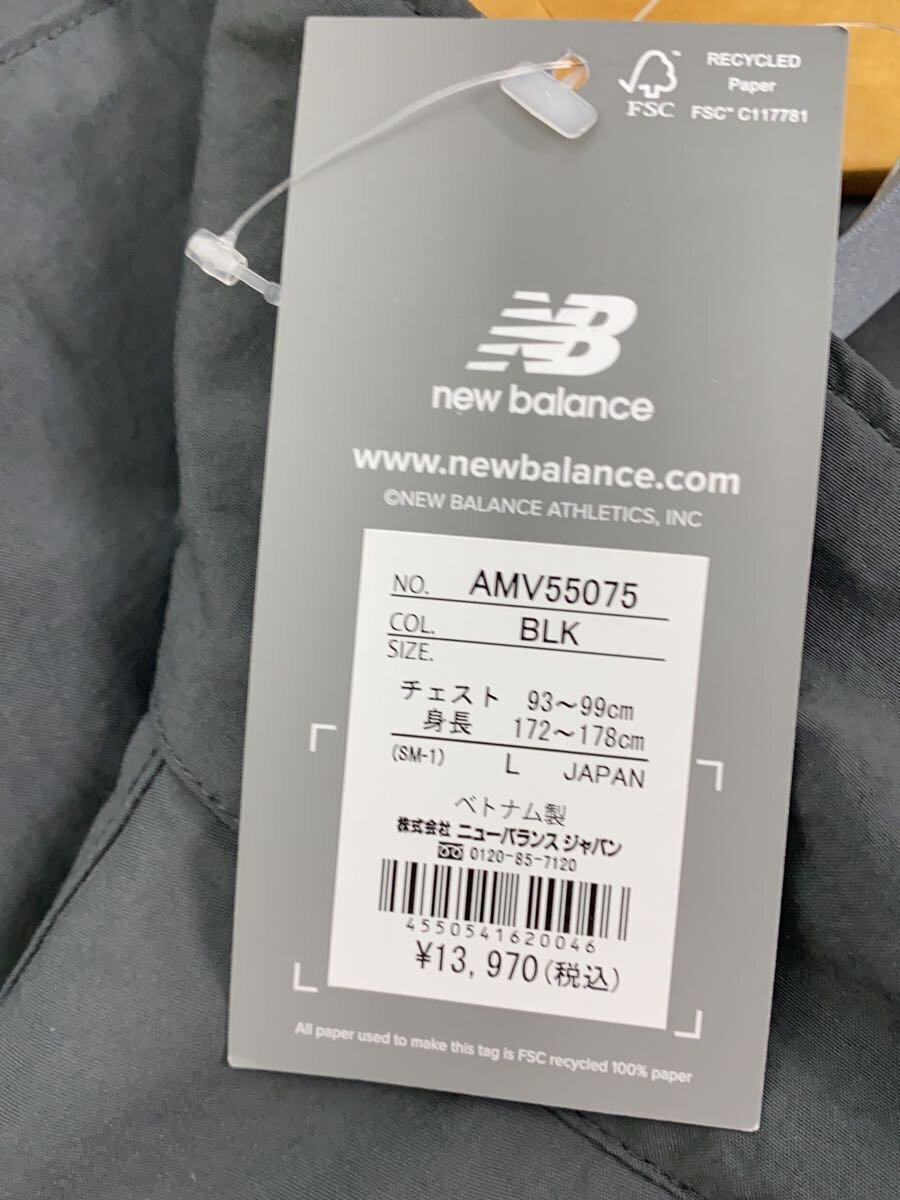 FSC
RECYCLED
Paper
FSC™ C117781
NB
new balance
www.newbalance.com
©NEW BALANCE ATHLETICS, INC
NO. AMV55075
COL. BLK
SIZE.
チェスト 93～99cm
身長 172～178cm
(SM-1) L JAPAN
ベトナム製
株式会社 ニューバランス ジャパン
0120-85-7120
4550541620046
¥13,970(税込)
All paper used to make this tag is FSC recycled 100% paper